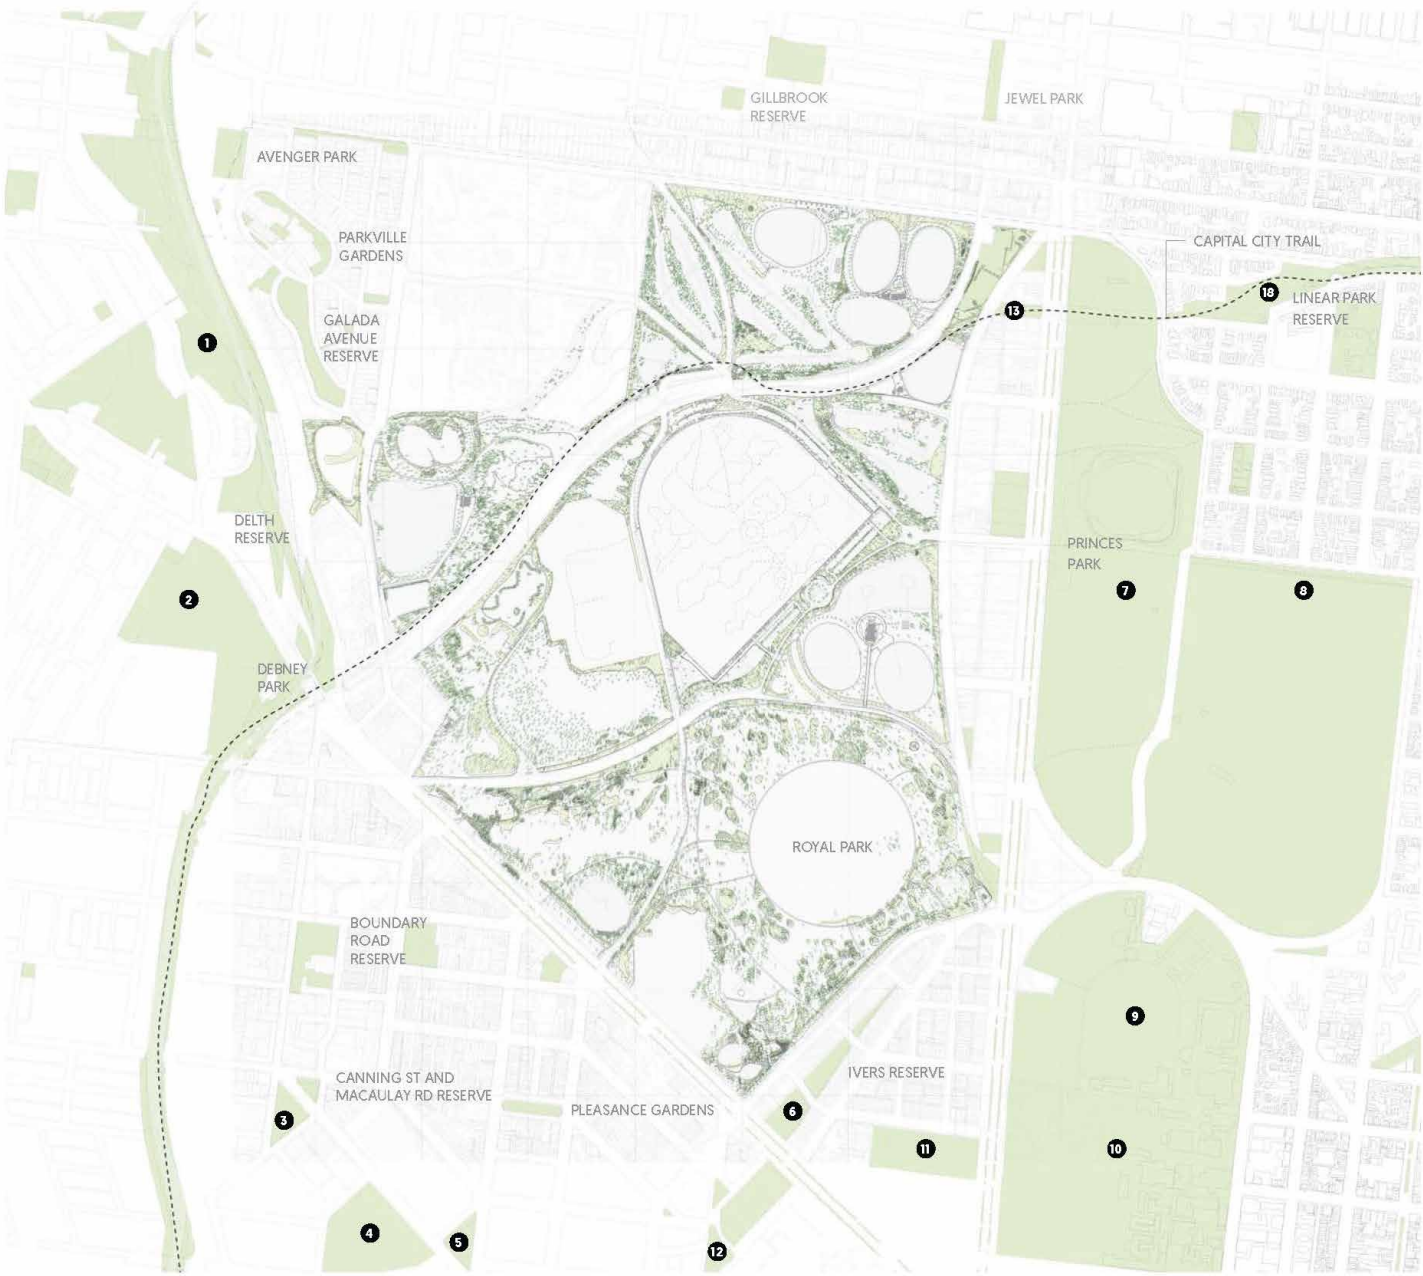 GILLBROOK
RESERVE
JEWEL PARK
AVENGER PARK
PARKVILLE
GARDENS
CAPITAL CITY TRAIL
18
LINEAR PARK
RESERVE
13
GALADA
AVENUE
RESERVE
1
DELTH
RESERVE
PRINCES
PARK
2
7
8
DEBNEY
PARK
ROYAL PARK
BOUNDARY
ROAD
RESERVE
9
IVERS RESERVE
CANNING ST AND
MACAULAY RD RESERVE
PLEASANCE GARDENS
3
6
11
10
4
5
12